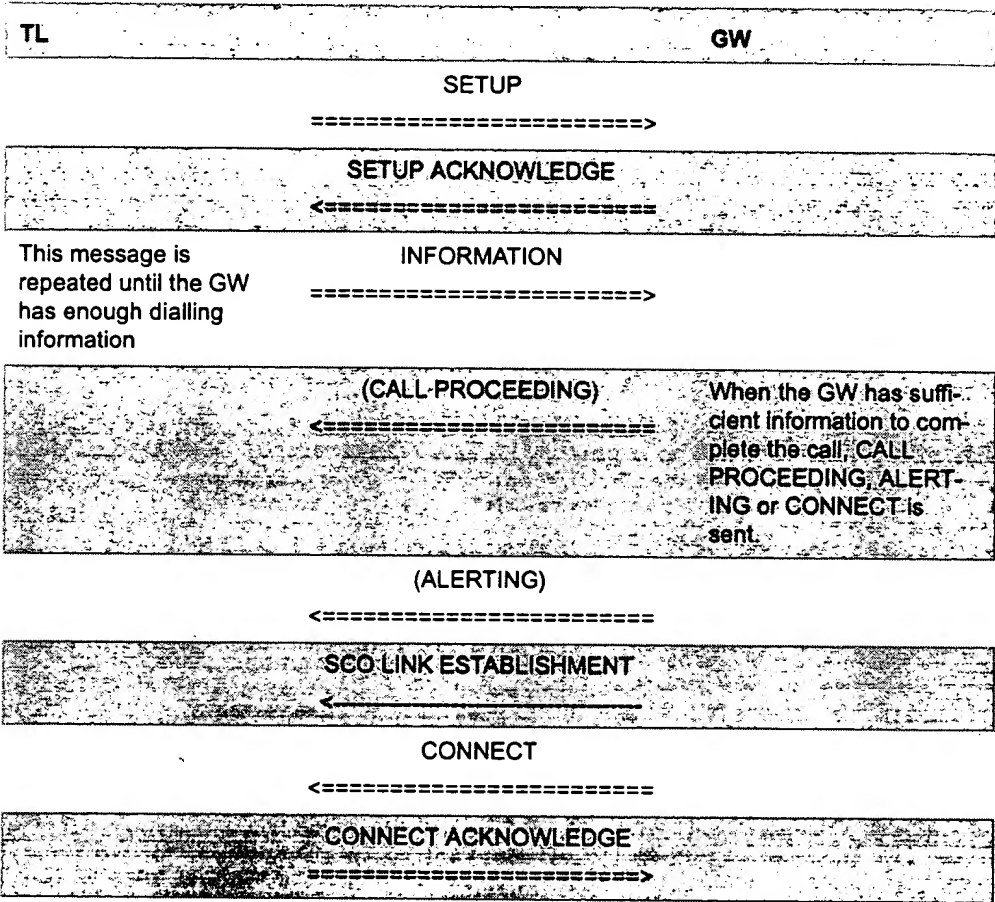 TL GW
SETUP
========================>
SETUP ACKNOWLEDGE
<========================
This message is
repeated until the GW
has enough dialling
information
INFORMATION
========================>
(CALL-PROCEEDING)
<========================
When the GW has suffi-
cient information to com-
plete the call, CALL
PROCEEDING, ALERT-
ING or CONNECT is
sent.
(ALERTING)
<========================
SCO LINK ESTABLISHMENT
CONNECT
<========================
CONNECT ACKNOWLEDGE
========================>